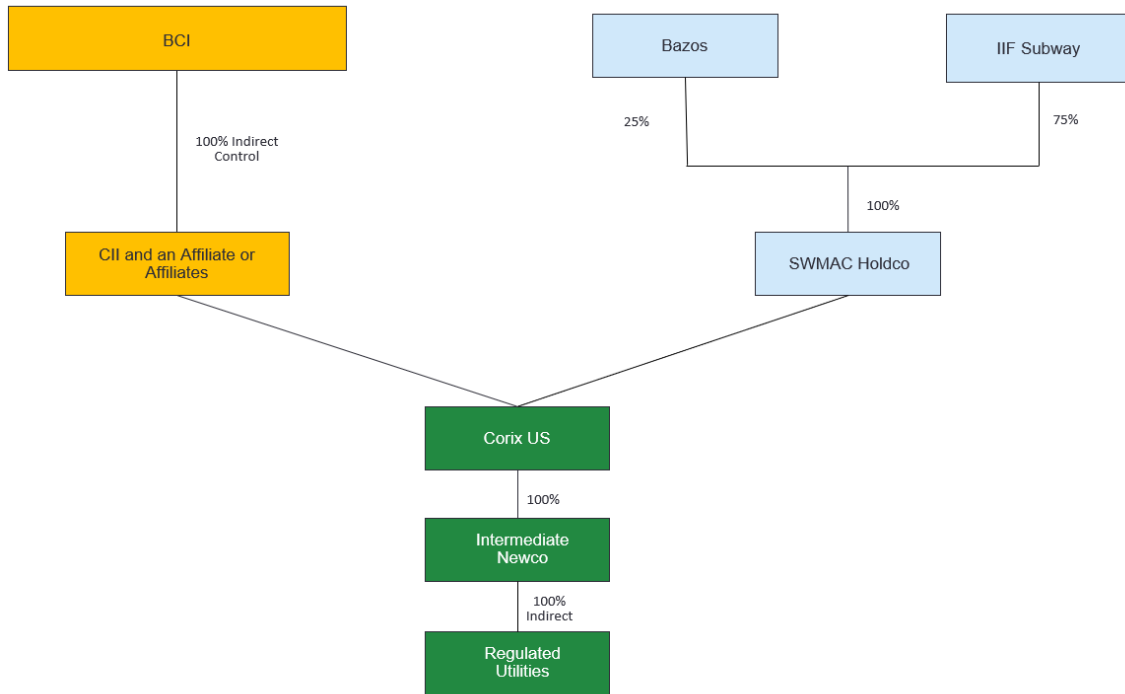 BCI
Bazos
IIF Subway
100% Indirect
Control
25%
75%
100%
CII and an Affiliate or
Affiliates
SWMAC Holdco
Corix US
100%
Intermediate
Newco
100%
Indirect
Regulated
Utilities